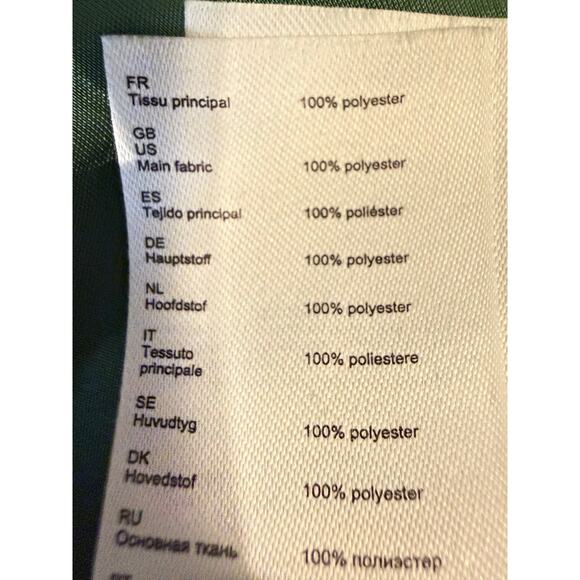 FR
Tissu principal 100% polyester
GB
US
Main fabric 100% polyester
ES
Tejido principal 100% poliéster
DE
Hauptstoff 100% polyester
NL
Hoofdstof 100% polyester
IT
Tessuto 100% poliestere
principale
SE
Huvudtyg 100% polyester
DK
Hovedstof 100% polyester
RU
Основная ткань 100% полиэстер